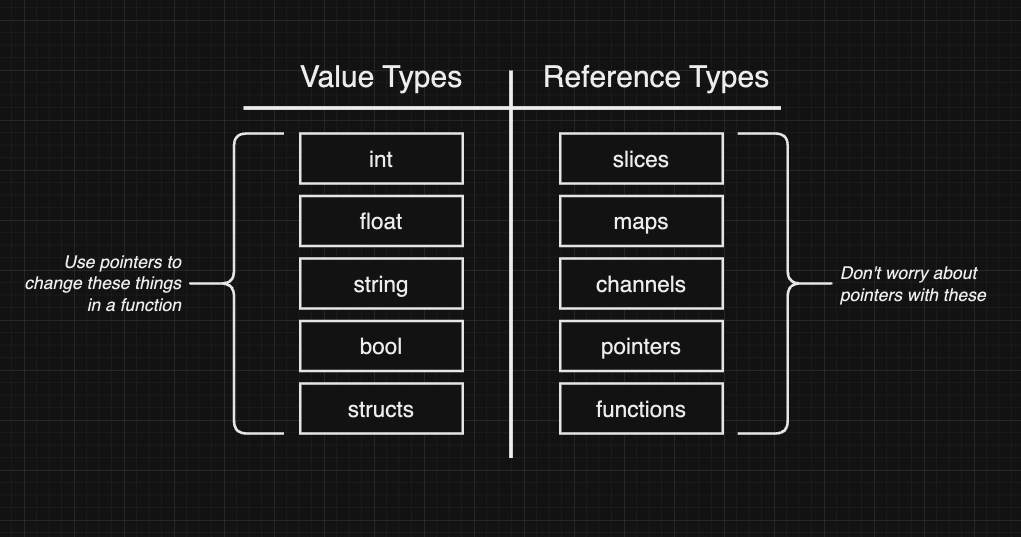 Value Types
Reference Types
int
float
string
bool
structs
slices
maps
channels
pointers
functions
Use pointers to
change these things
in a function
Don't worry about
pointers with these